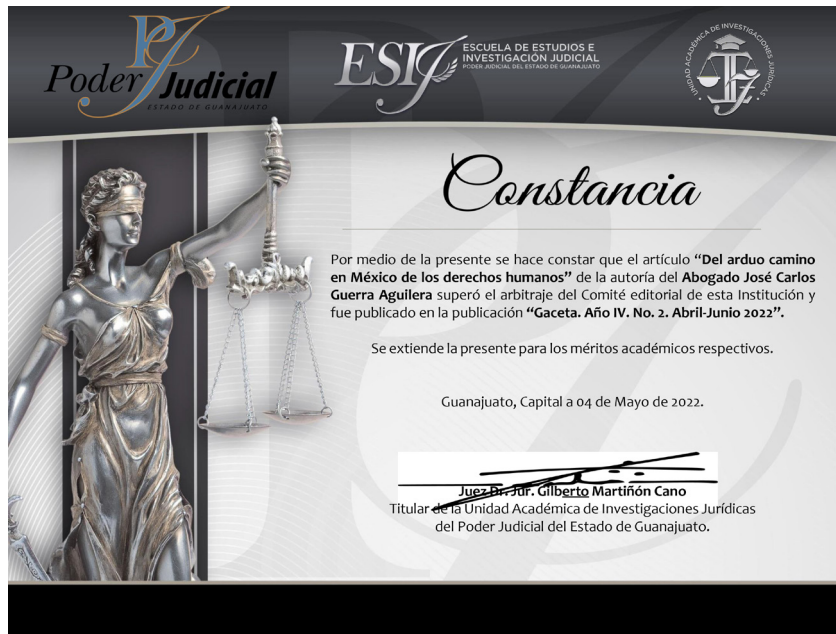 Poder Judicial
ESTADO DE GUANAJUATO
ESIJ
ESCUELA DE ESTUDIOS E
INVESTIGACIÓN JUDICIAL
PODER JUDICIAL DEL ESTADO DE GUANAJUATO
UNIDAD ACADÉMICA DE INVESTIGACIONES JURÍDICAS
Constancia
Por medio de la presente se hace constar que el artículo “Del arduo camino
en México de los derechos humanos” de la autoría del Abogado José Carlos
Guerra Aguilera superó el arbitraje del Comité editorial de esta Institución y
fue publicado en la publicación “Gaceta. Año IV. No. 2. Abril-Junio 2022”.
Se extiende la presente para los méritos académicos respectivos.
Guanajuato, Capital a 04 de Mayo de 2022.
Juez Dr. Jur. Gilberto Martiñón Cano
Titular de la Unidad Académica de Investigaciones Jurídicas
del Poder Judicial del Estado de Guanajuato.